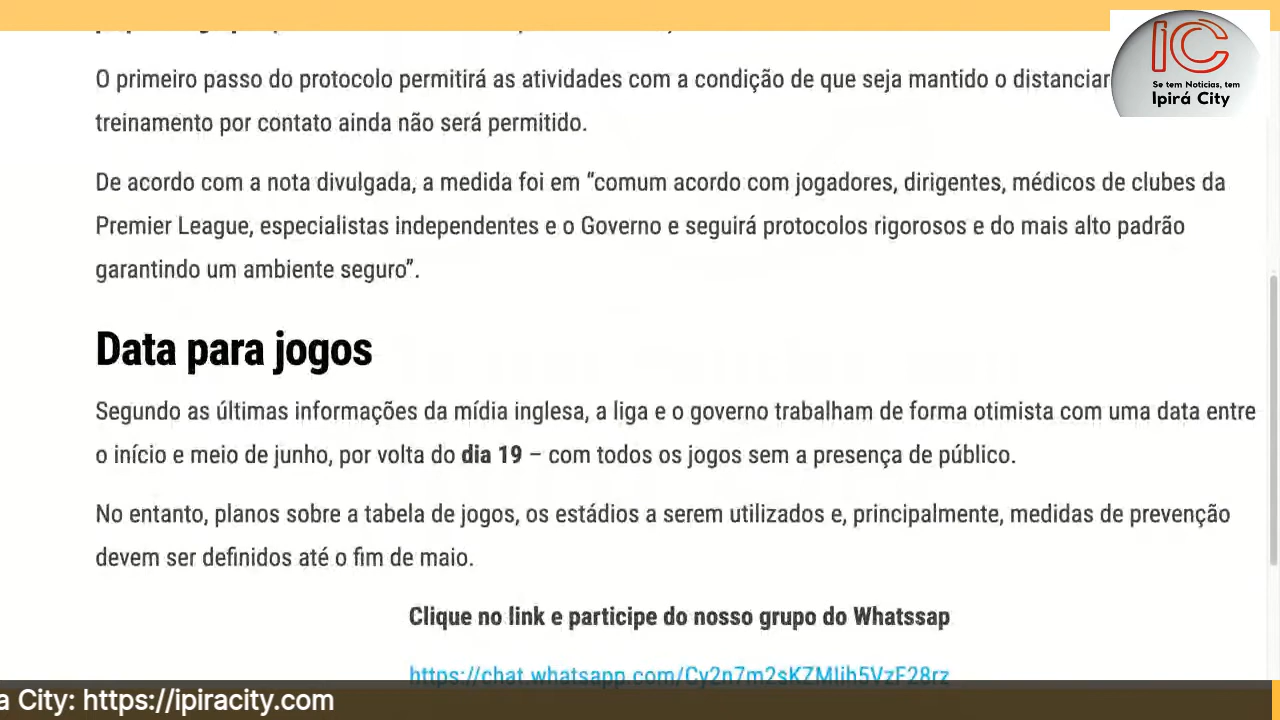 O primeiro passo do protocolo permitirá as atividades com a condição de que seja mantido o
treinamento por contato ainda não será permitido.
De acordo com a nota divulgada, a medida foi em “comum acordo com jogadores, dirigentes, médicos de clubes da
Premier League, especialistas independentes e o Governo e seguirá protocolos rigorosos e do mais alto padrão
garantindo um ambiente seguro”.
Data para jogos
Segundo as últimas informações da mídia inglesa, a liga e o governo trabalham de forma otimista com uma data entre
o início e meio de junho, por volta do dia 19 – com todos os jogos sem a presença de público.
No entanto, planos sobre a tabela de jogos, os estádios a serem utilizados e, principalmente, medidas de prevenção
devem ser definidos até o fim de maio.
Clique no link e participe do nosso grupo do Whatssap
a City: https://ipiracity.com
IC
Se tem Notícias, tem
Ipirá City